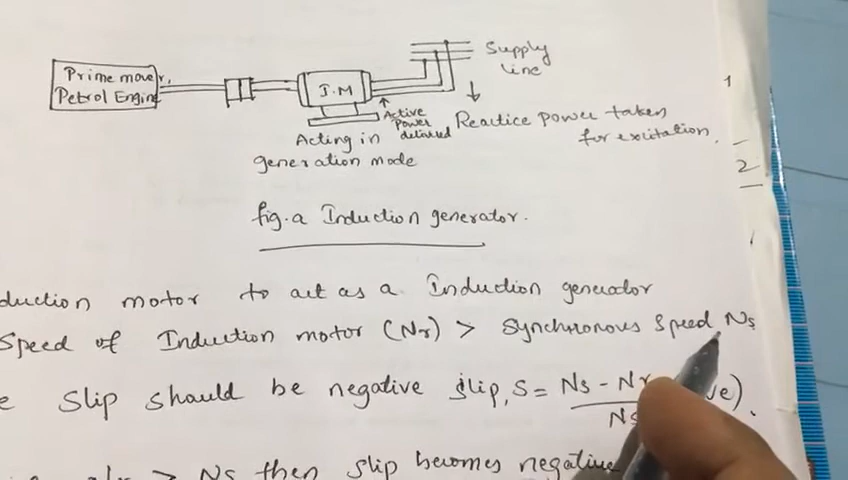 Prime mover,
Petrol Engine
I.M
Supply
line
Active
Power
delivered
Reactice power taken
for excitation.
Acting in
generation mode
fig.a Induction generator.
duction motor to act as a Induction generator
Speed of Induction motor (Nr) > Synchronous Speed Ns
e Slip should be negative slip, S = Ns - Nr ve).
Ns
> Ns then slip becomes negative
1
2